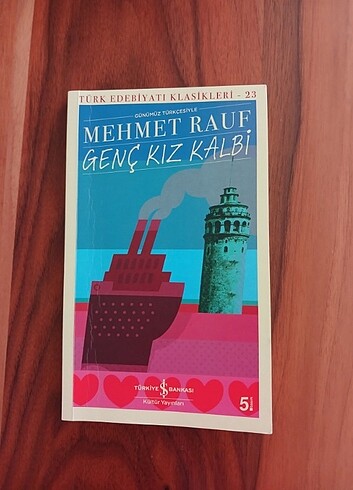 TÜRK EDEBİYATI KLASİKLERİ - 23
GÜNÜMÜZ TÜRKÇESİYLE
MEHMET RAUF
GENÇ KIZ KALBİ
TÜRKİYE İŞ BANKASI
Kültür Yayınları
5